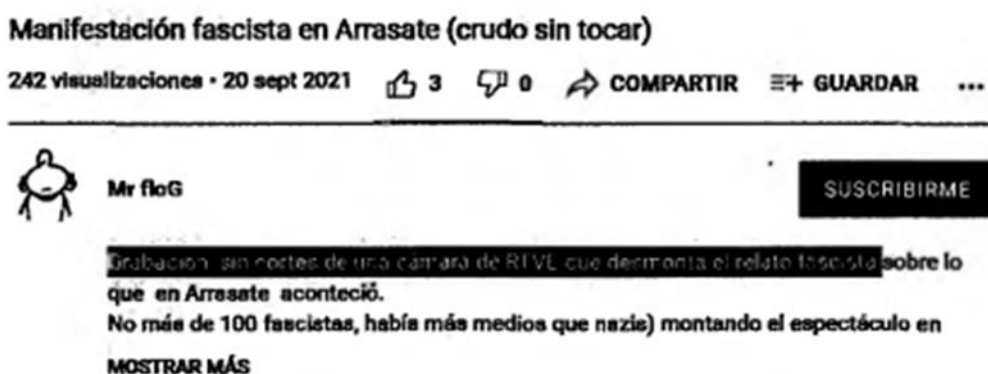 Manifestación fascista en Arrasate (crudo sin tocar)
242 visualizaciones • 20 sept 2021 3 0 COMPARTIR GUARDAR ...
Mr floG
SUSCRIBIRME
Grabación sin cortes de una cámara de RTVE que desmonta el relato fascista sobre lo
que en Arrasate aconteció.
No más de 100 fascistas, había más medios que nazis) montando el espectáculo en
MOSTRAR MÁS